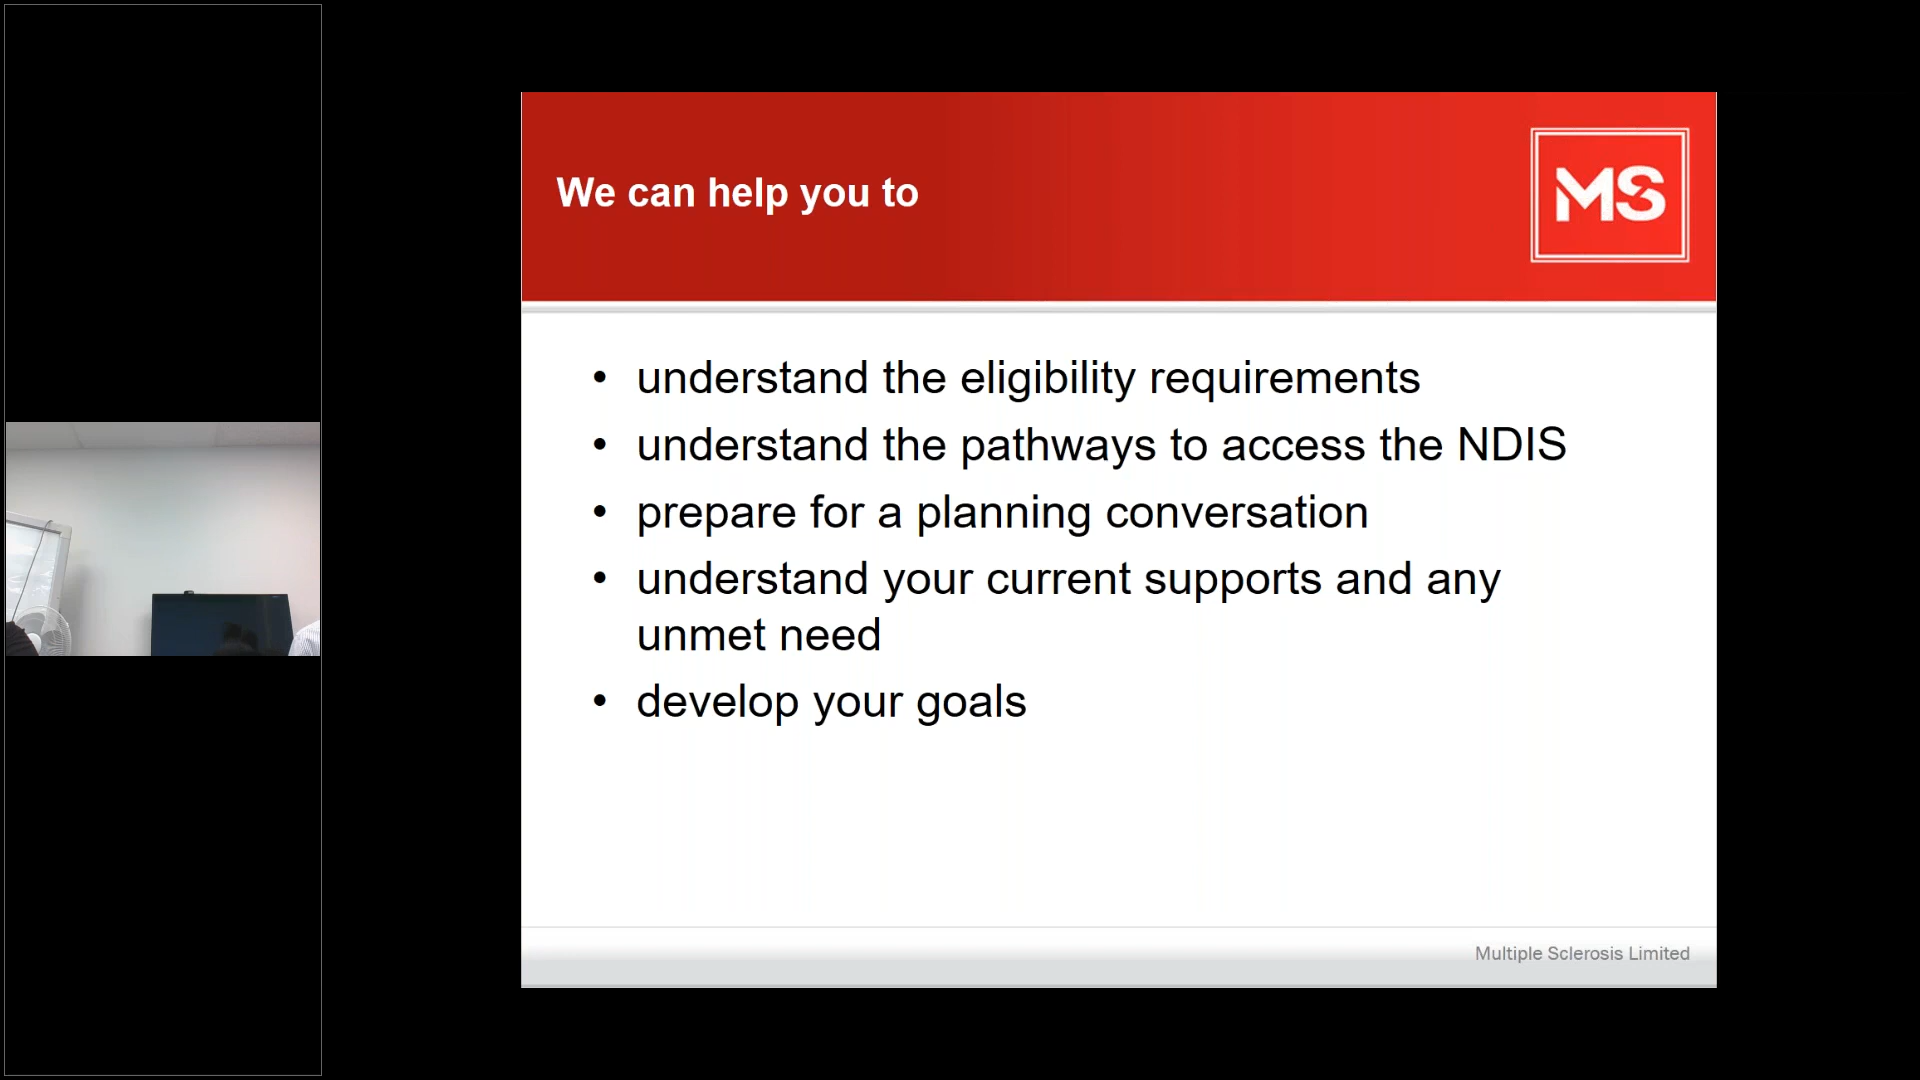 We can help you to
MS
• understand the eligibility requirements
• understand the pathways to access the NDIS
• prepare for a planning conversation
• understand your current supports and any
unmet need
• develop your goals
Multiple Sclerosis Limited